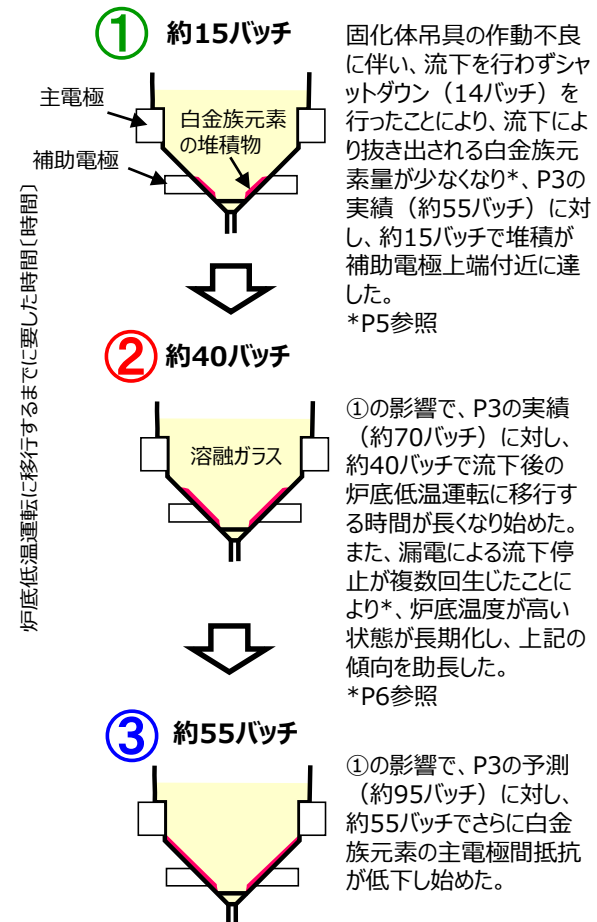 ① 約15バッチ
主電極
白金族元素
の堆積物
補助電極
固化体吊具の作動不良
に伴い、流下を行わずシャ
ットダウン（14バッチ）を
行ったことにより、流下によ
り抜き出される白金族元
素量が少なくなり*、P3の
実績（約55バッチ）に対
し、約15バッチで堆積が
補助電極上端付近に達
した。
*P5参照
炉底低温運転に移行するまでに要した時間〔時間〕
② 約40バッチ
溶融ガラス
①の影響で、P3の実績
（約70バッチ）に対し、
約40バッチで流下後の
炉底低温運転に移行す
る時間が長くなり始めた。
また、漏電による流下停
止が複数回生じたことに
より*、炉底温度が高い
状態が長期化し、上記の
傾向を助長した。
*P6参照
③ 約55バッチ
①の影響で、P3の予測
（約95バッチ）に対し、
約55バッチでさらに白金
族元素の主電極間抵抗
が低下し始めた。